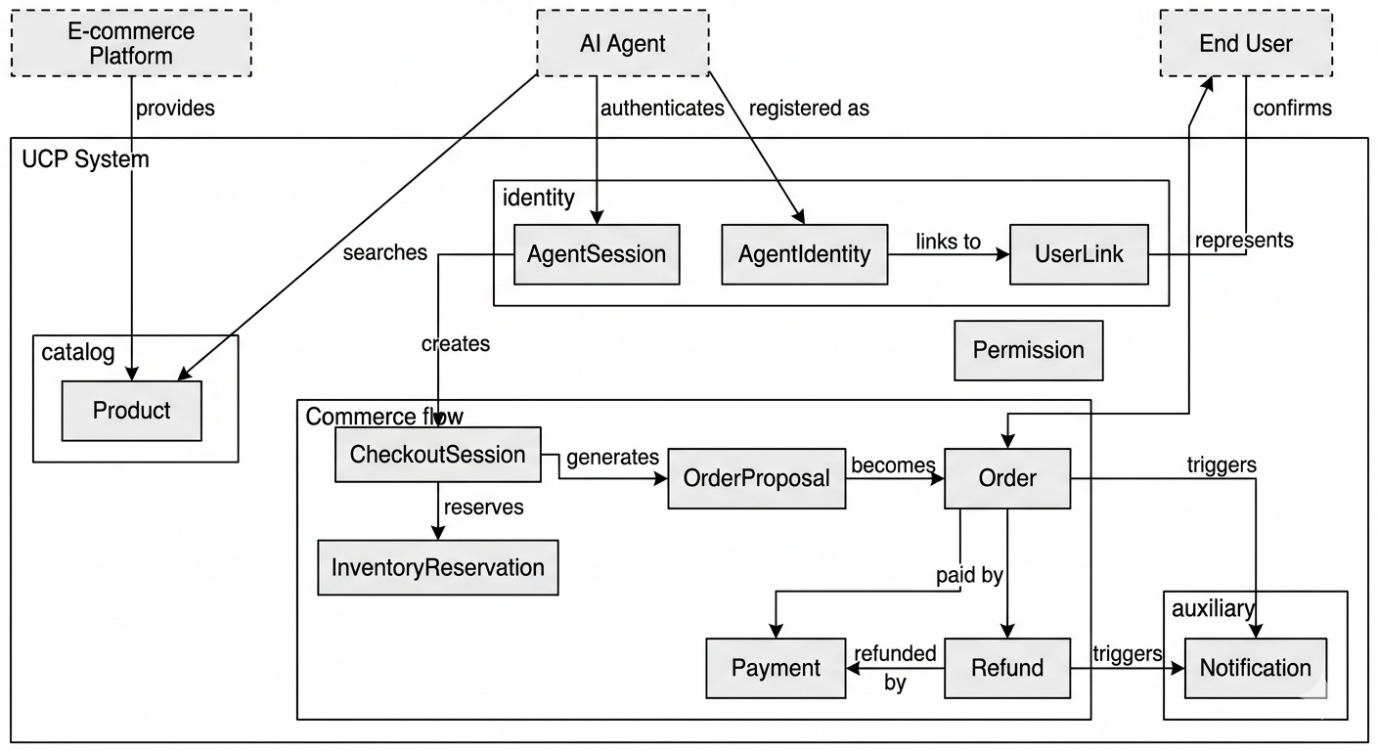 E-commerce
Platform
AI Agent
End User
provides
authenticates
registered as
confirms
UCP System
identity
searches
AgentSession
AgentIdentity
links to
UserLink
represents
creates
Permission
catalog
Product
Commerce flow
CheckoutSession
generates
OrderProposal
becomes
Order
triggers
reserves
InventoryReservation
paid by
auxiliary
Payment
refunded
by
Refund
triggers
Notification